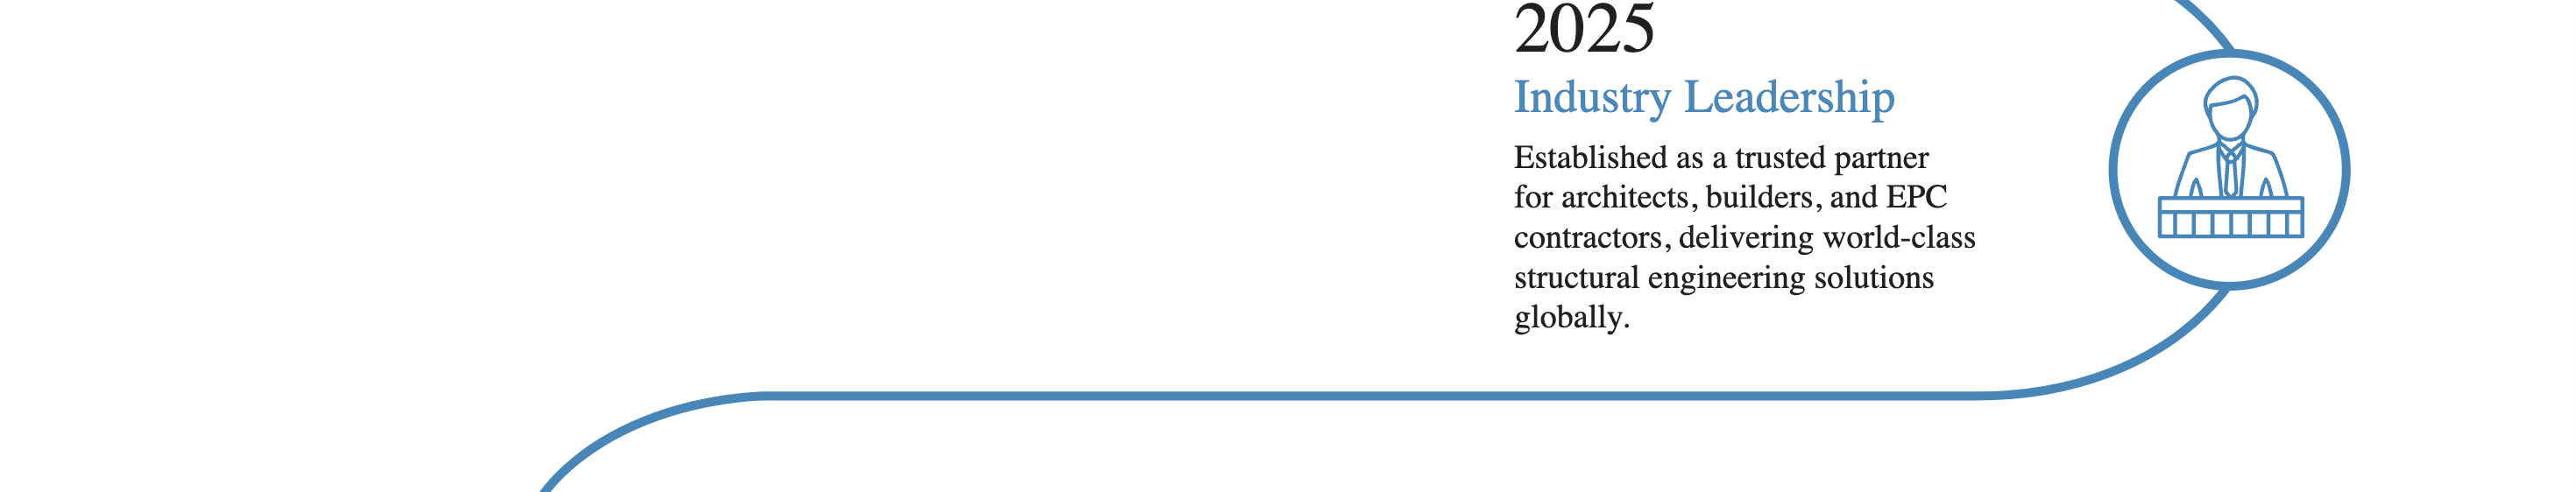 2025
Industry Leadership
Established as a trusted partner
for architects, builders, and EPC
contractors, delivering world-class
structural engineering solutions
globally.